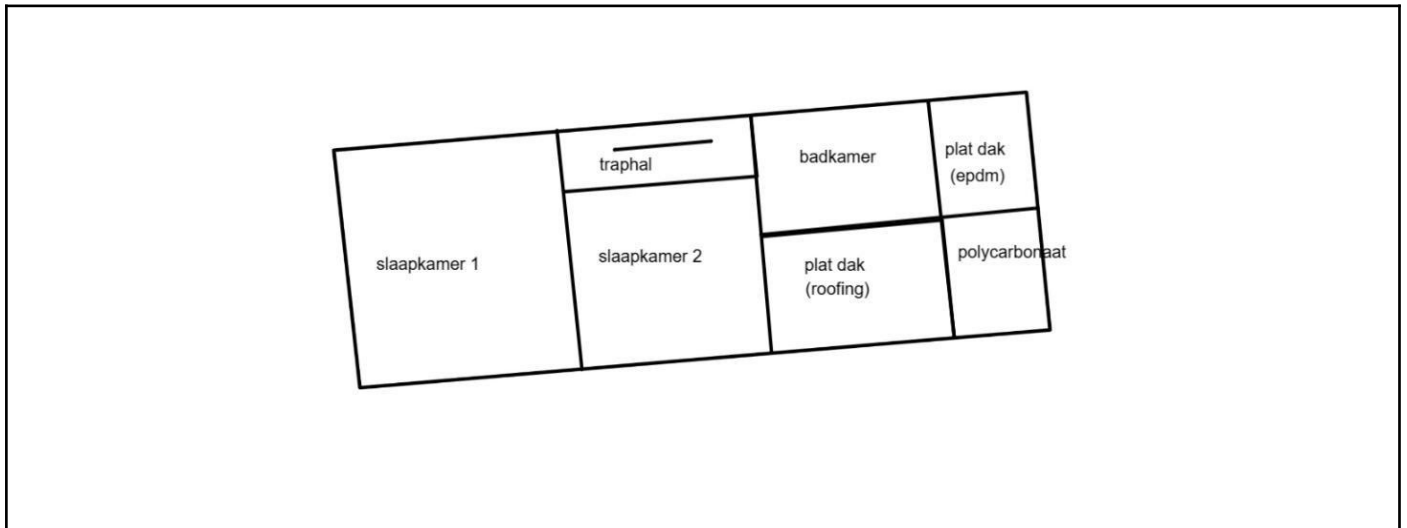 traphal
badkamer
plat dak
(epdm)
slaapkamer 1
slaapkamer 2
plat dak
(roofing)
polycarbonaat